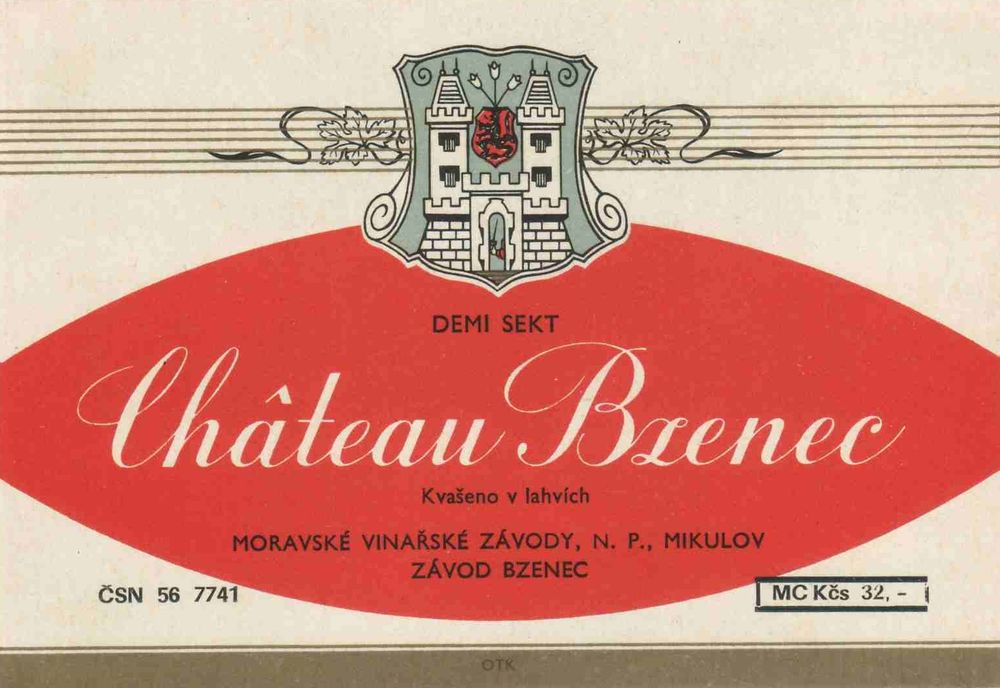 DEMI SEKT
Château Bzenec
Kvašeno v lahvích
MORAVSKÉ VINAŘSKÉ ZÁVODY, N. P., MIKULOV
ZÁVOD BZENEC
ČSN 56 7741
MC Kčs 32,-
OTK